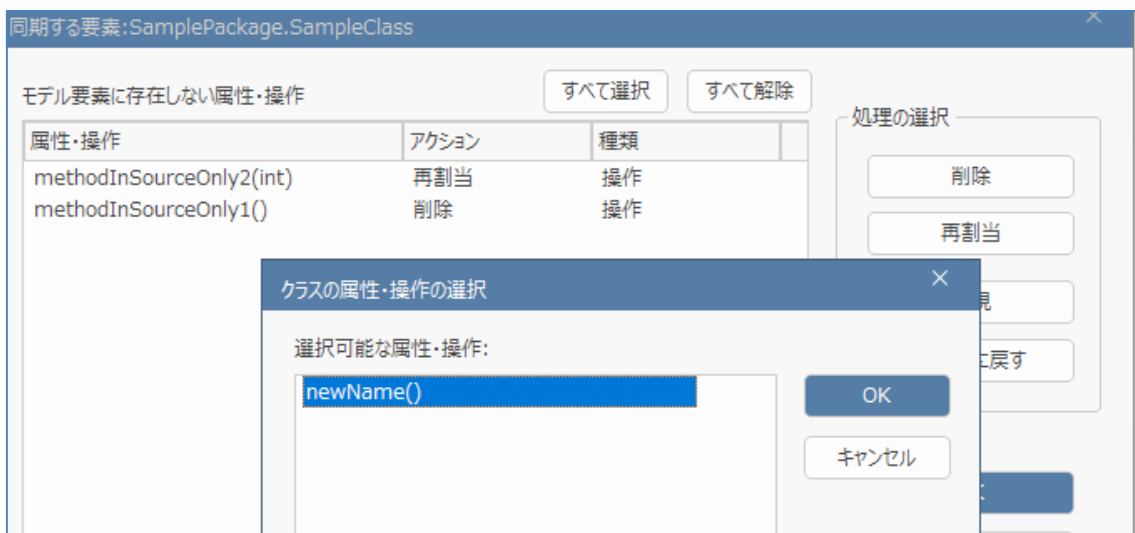 同期する要素:SamplePackage.SampleClass
モデル要素に存在しない属性・操作
すべて選択 すべて解除
属性・操作 アクション 種類
methodInSourceOnly2(int) 再割当 操作
methodInSourceOnly1() 削除 操作
処理の選択
削除
再割当
戻す
クラスの属性・操作の選択
選択可能な属性・操作:
newName()
OK
キャンセル